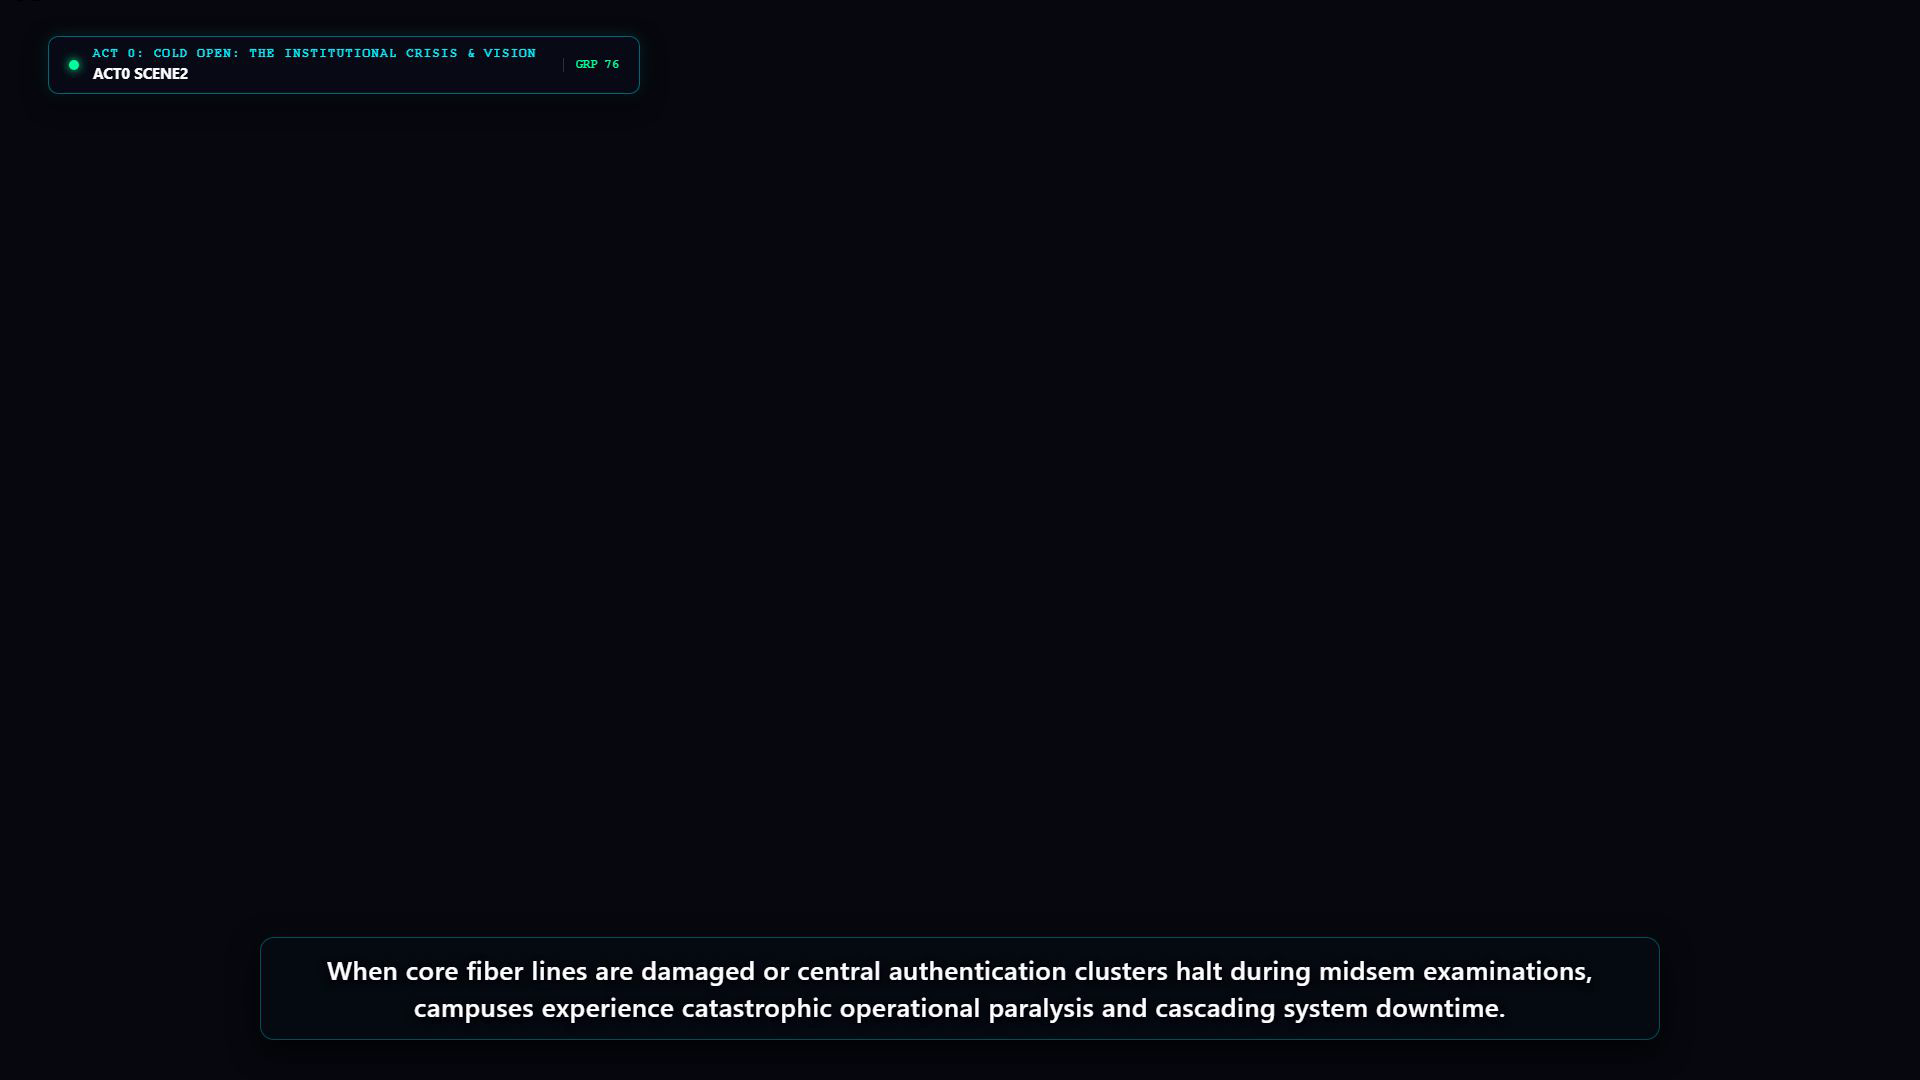 ACT 0: COLD OPEN: THE INSTITUTIONAL CRISIS & VISION
ACT0 SCENE2
GRP 76
When core fiber lines are damaged or central authentication clusters halt during midsem examinations,
campuses experience catastrophic operational paralysis and cascading system downtime.